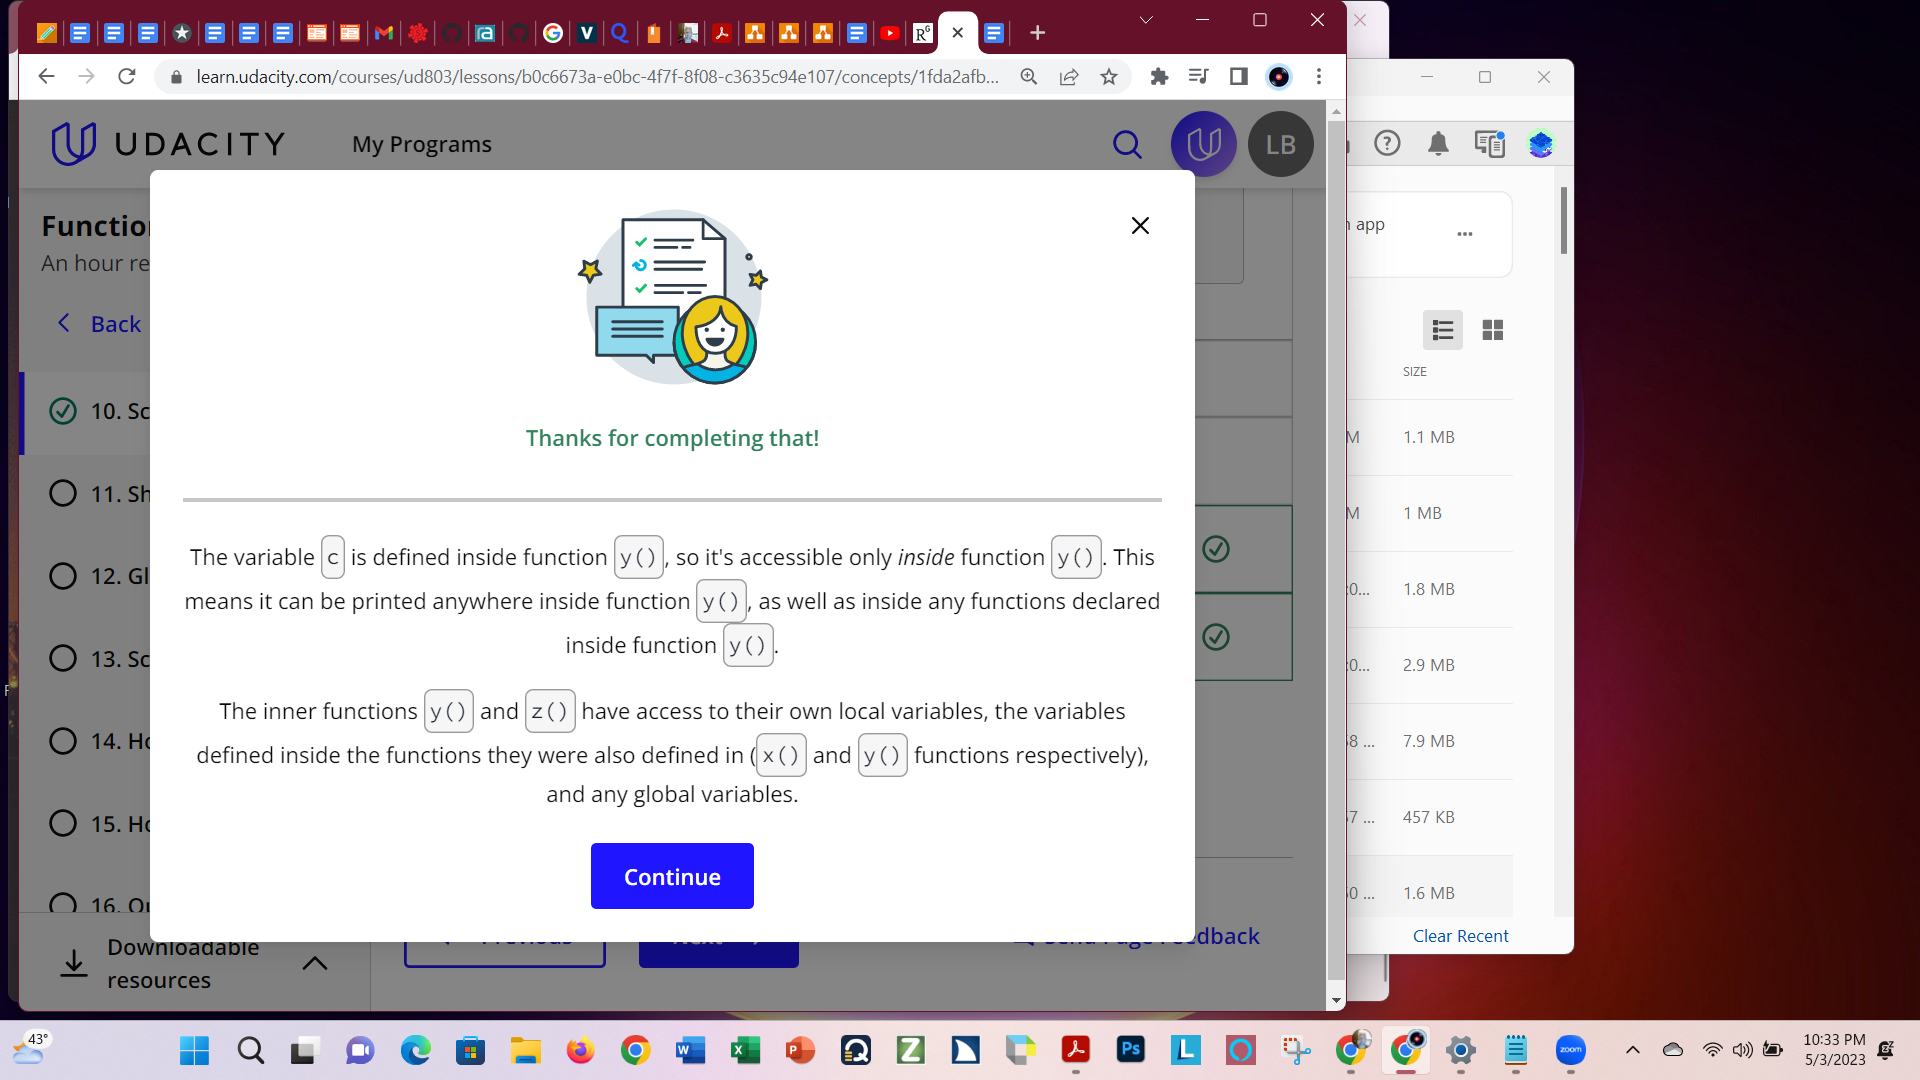 learn.udacity.com/courses/ud803/lessons/b0c6673a-e0bc-4f7f-8f08-c3635c94e107/concepts/1fda2afb...
UDACITY
My Programs
LB
An hour re
Back
10. Sc
11. Sh
12. Gl
13. Sc
14. Ho
15. Ho
16.
Downloadable
resources
Thanks for completing that!
The variable c is defined inside function y(), so it's accessible only inside function y(). This
means it can be printed anywhere inside function y(), as well as inside any functions declared
inside function y().
The inner functions y() and z() have access to their own local variables, the variables
defined inside the functions they were also defined in (x() and y() functions respectively),
and any global variables.
Continue
app
SIZE
M 1.1 MB
M 1 MB
:0... 1.8 MB
:0... 2.9 MB
8 ... 7.9 MB
7 ... 457 KB
0 ... 1.6 MB
Clear Recent
43°
zoom
10:33 PM
5/3/2023